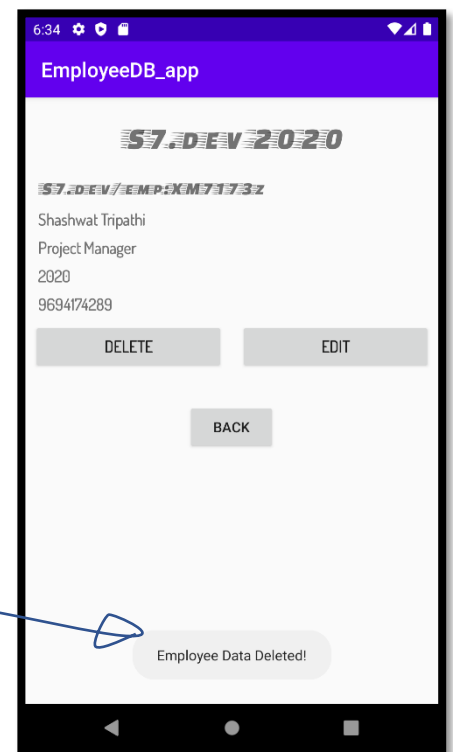 6:34
EmployeeDB_app
S7.DEV 2020
S7.DEV/EMP:XM7173Z
Shashwat Tripathi
Project Manager
2020
9694174289
DELETE EDIT
BACK
Employee Data Deleted!